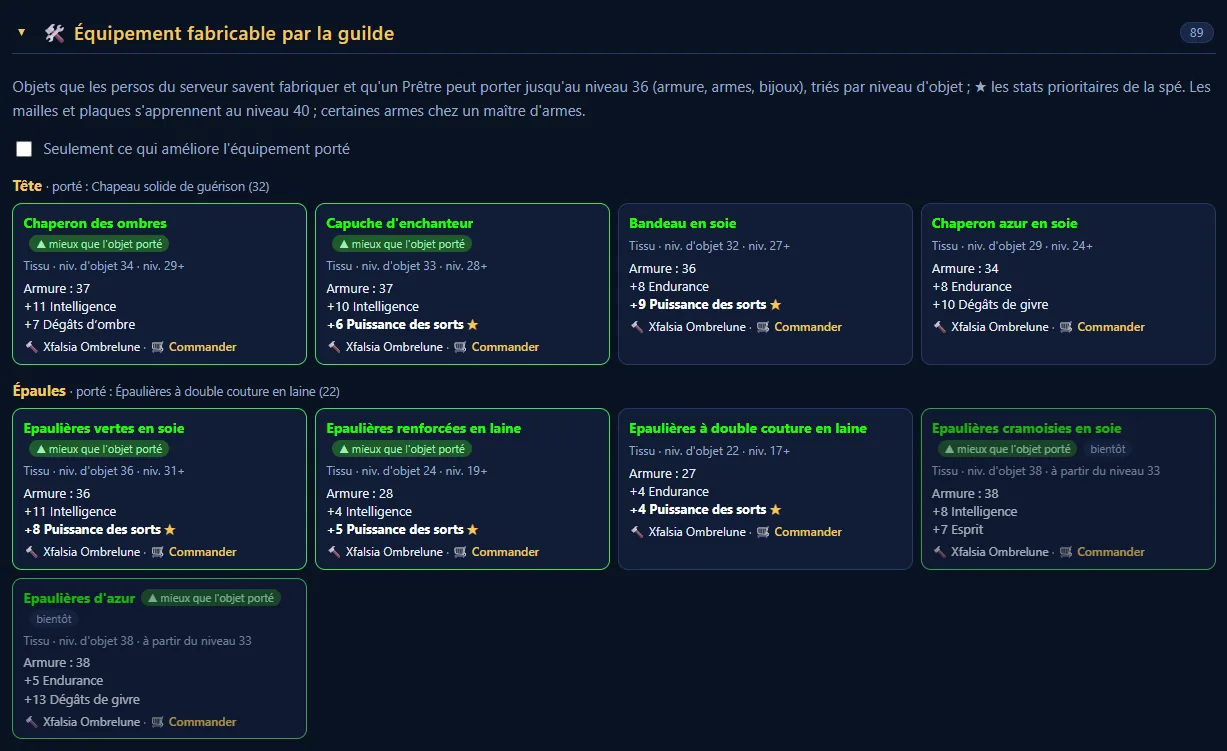 ▼ 🛠 Équipement fabricable par la guilde 89
Objets que les persos du serveur savent fabriquer et qu'un Prêtre peut porter jusqu'au niveau 36 (armure, armes, bijoux), triés par niveau d'objet ; ★ les stats prioritaires de la spé. Les
mailles et plaques s'apprennent au niveau 40 ; certaines armes chez un maître d'armes.
Seulement ce qui améliore l'équipement porté
Tête · porté : Chapeau solide de guérison (32)
Chaperon des ombres
▲ mieux que l'objet porté
Tissu · niv. d'objet 34 · niv. 29+
Armure : 37
+11 Intelligence
+7 Dégâts d'ombre
Xfalsia Ombrelune · Commander
Capuche d'enchanteur
▲ mieux que l'objet porté
Tissu · niv. d'objet 33 · niv. 28+
Armure : 37
+10 Intelligence
+6 Puissance des sorts ★
Xfalsia Ombrelune · Commander
Bandeau en soie
Tissu · niv. d'objet 32 · niv. 27+
Armure : 36
+8 Endurance
+9 Puissance des sorts ★
Xfalsia Ombrelune · Commander
Chaperon azur en soie
Tissu · niv. d'objet 29 · niv. 24+
Armure : 34
+8 Endurance
+10 Dégâts de givre
Xfalsia Ombrelune · Commander
Épaules · porté : Épaulières à double couture en laine (22)
Epaulières vertes en soie
▲ mieux que l'objet porté
Tissu · niv. d'objet 36 · niv. 31+
Armure : 36
+11 Intelligence
+8 Puissance des sorts ★
Xfalsia Ombrelune · Commander
Epaulières renforcées en laine
▲ mieux que l'objet porté
Tissu · niv. d'objet 24 · niv. 19+
Armure : 28
+4 Intelligence
+5 Puissance des sorts ★
Xfalsia Ombrelune · Commander
Epaulières à double couture en laine
Tissu · niv. d'objet 22 · niv. 17+
Armure : 27
+4 Endurance
+4 Puissance des sorts ★
Xfalsia Ombrelune · Commander
Epaulières cramoisies en soie
▲ mieux que l'objet porté bientôt
Tissu · niv. d'objet 38 · à partir du niveau 33
Armure : 38
+8 Intelligence
+7 Esprit
Xfalsia Ombrelune · Commander
Epaulières d'azur ▲ mieux que l'objet porté
bientôt
Tissu · niv. d'objet 38 · à partir du niveau 33
Armure : 38
+5 Endurance
+13 Dégâts de givre
Xfalsia Ombrelune · Commander